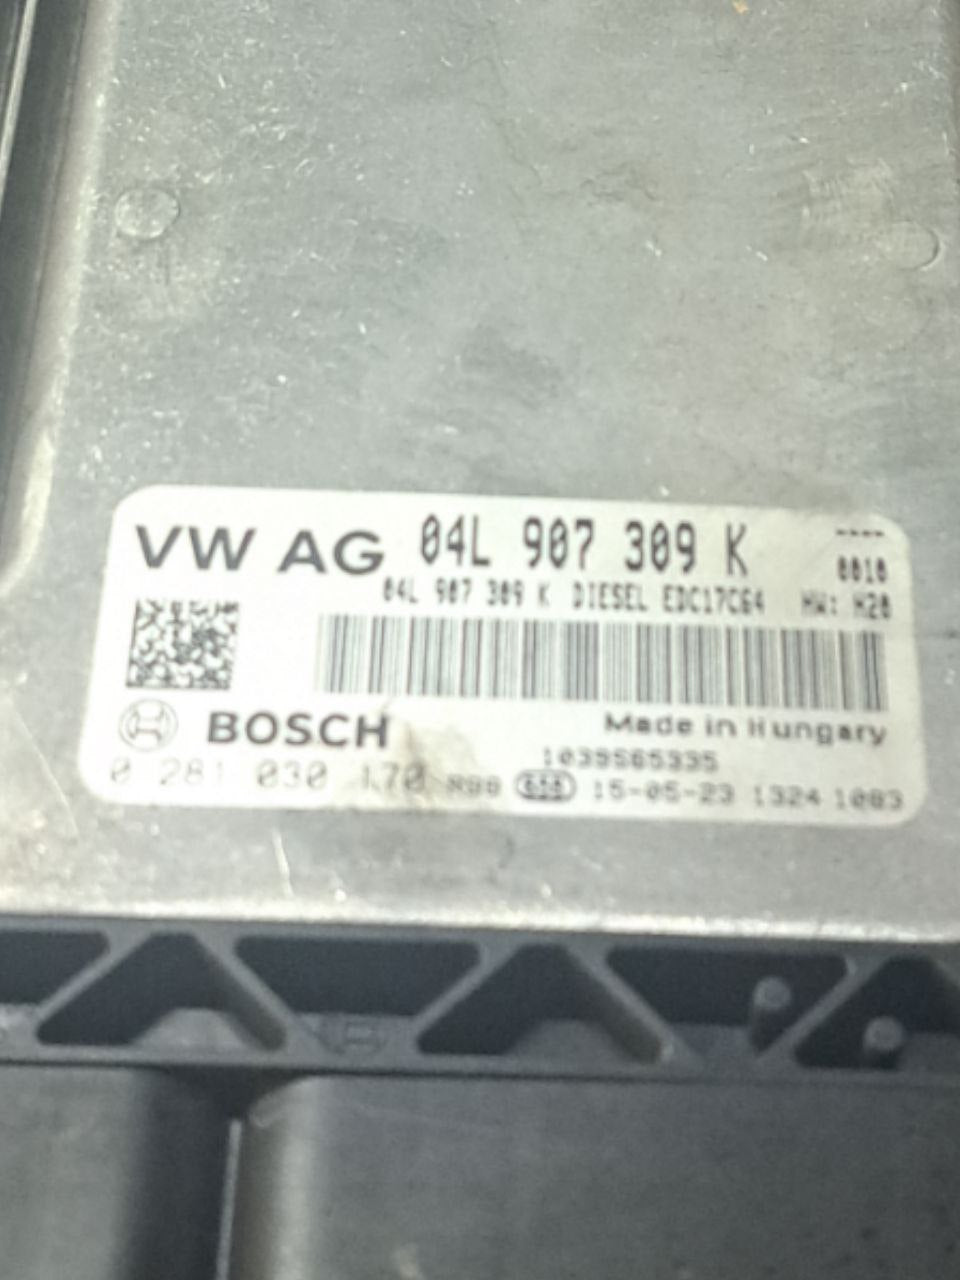 VW AG 04L 907 309 K ----
0010
04L 907 309 K DIESEL EDC17C64 HW: H20
BOSCH Made in Hungary
1039S65335
0 281 030 170 15-05-23 1324 1083